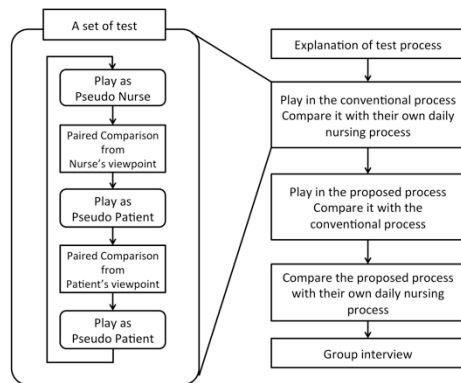 A set of test
Play as
Pseudo Nurse
Paired Comparison
from
Nurse's viewpoint
Play as
Pseudo Patient
Paired Comparison
from
Patient's viewpoint
Play as
Pseudo Patient
Explanation of test process
Play in the conventional process
Compare it with their own daily
nursing process
Play in the proposed process
Compare it with the
conventional process
Compare the proposed process
with their own daily nursing
process
Group interview